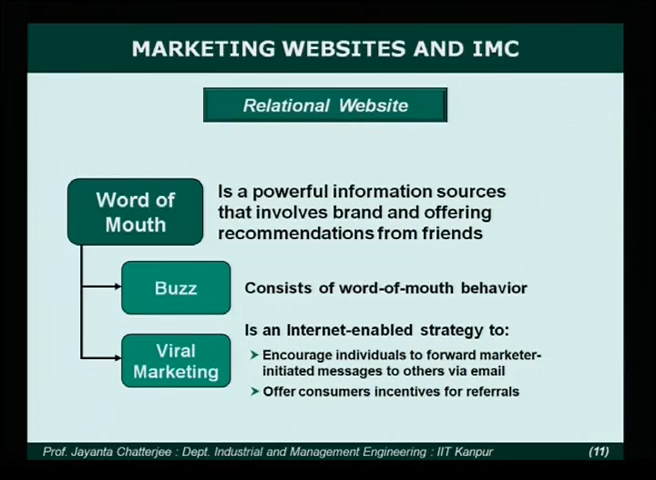 MARKETING WEBSITES AND IMC
Relational Website
Word of
Mouth
Is a powerful information sources
that involves brand and offering
recommendations from friends
Buzz
Consists of word-of-mouth behavior
Viral
Marketing
Is an Internet-enabled strategy to:
➢ Encourage individuals to forward marketer-
initiated messages to others via email
➢ Offer consumers incentives for referrals
Prof. Jayanta Chatterjee : Dept. Industrial and Management Engineering : IIT Kanpur
(11)